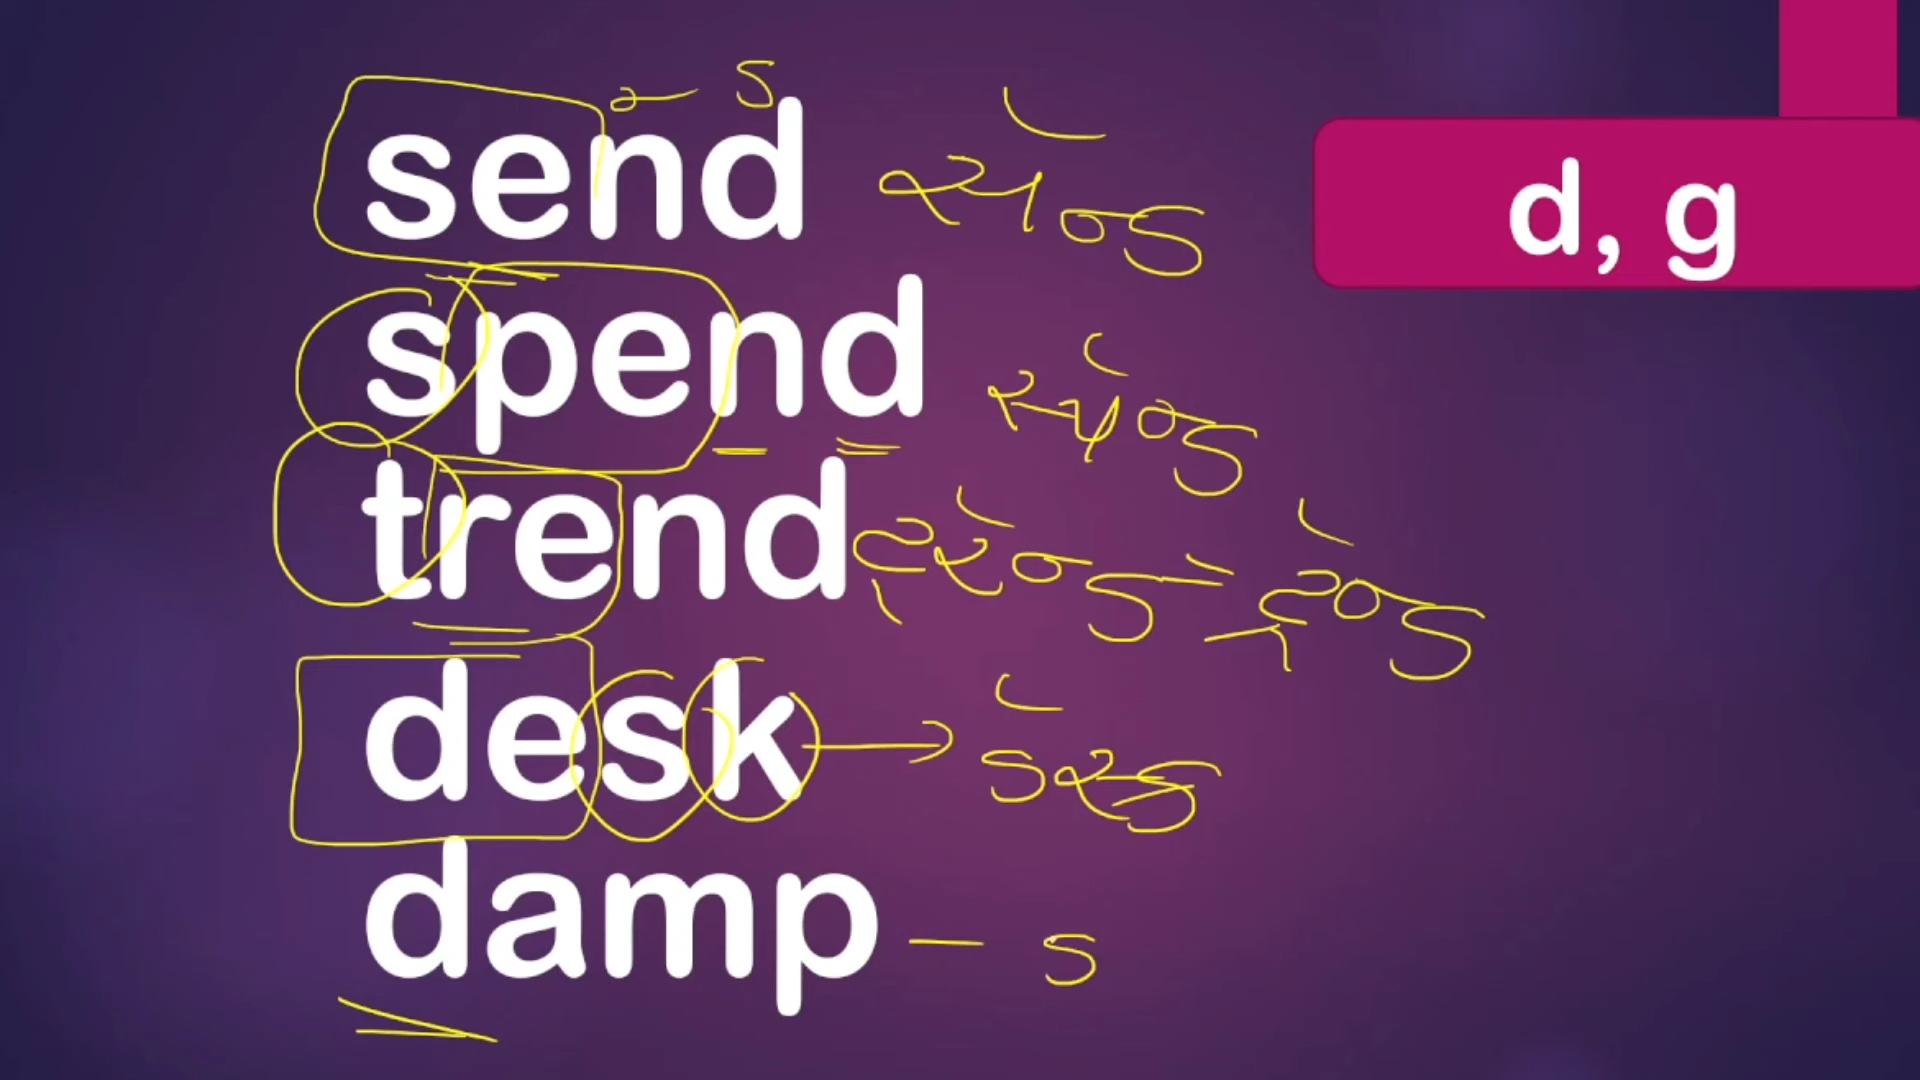 ન્ - ડ
send સેન્ડ
d, g
spend સ્પેન્ડ
trend ટ્રેન્ડ = ટ્રેન્ડ
desk → ડેસ્ક
damp - ડ